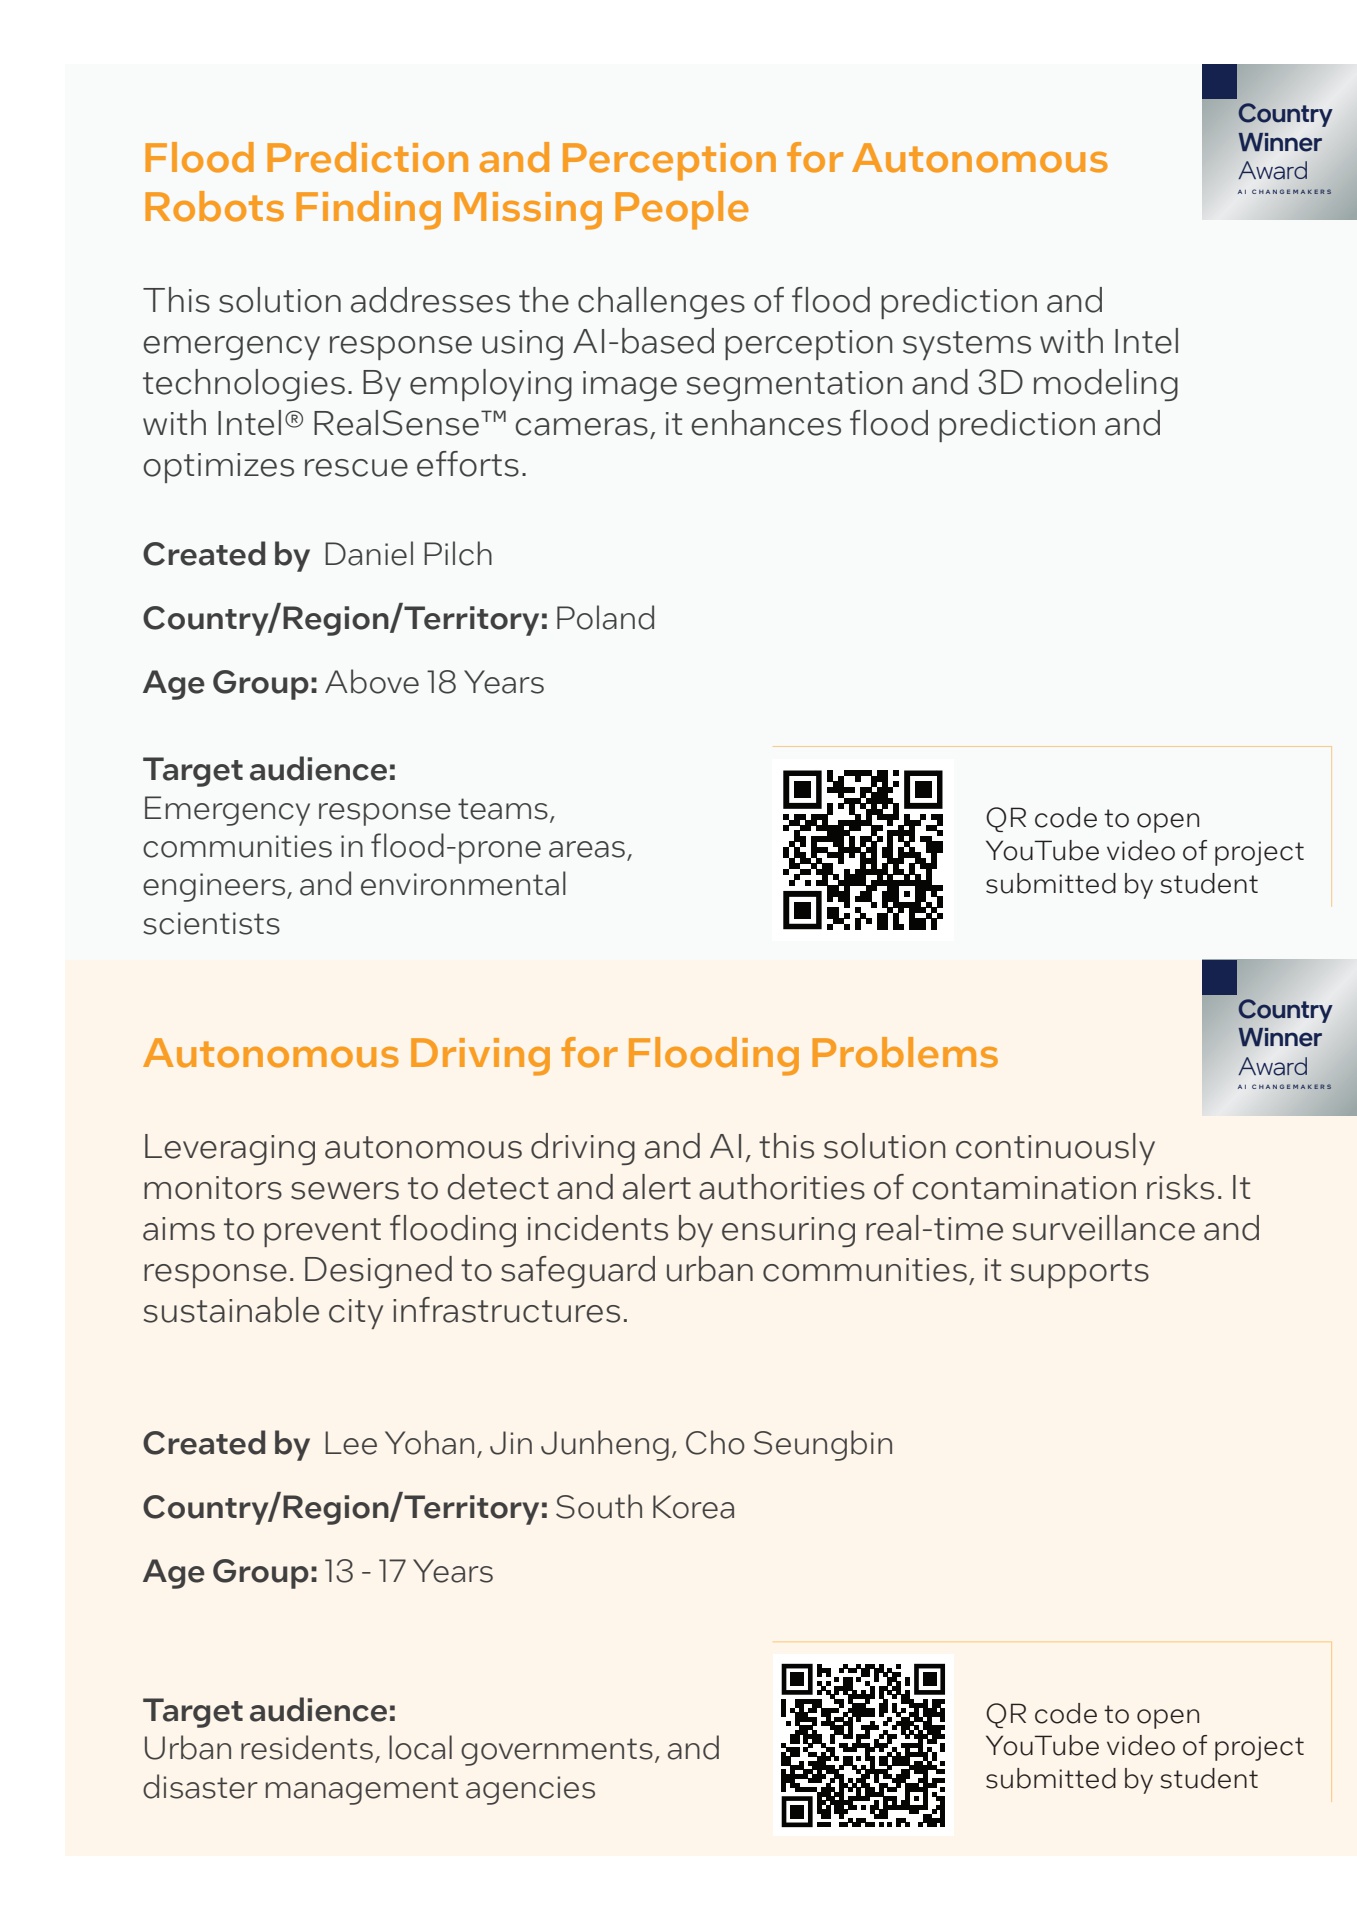 Country
Winner
Award
AI CHANGEMAKERS
Flood Prediction and Perception for Autonomous
Robots Finding Missing People
This solution addresses the challenges of flood prediction and
emergency response using AI-based perception systems with Intel
technologies. By employing image segmentation and 3D modeling
with Intel® RealSense™ cameras, it enhances flood prediction and
optimizes rescue efforts.
Created by Daniel Pilch
Country/Region/Territory: Poland
Age Group: Above 18 Years
Target audience:
Emergency response teams,
communities in flood-prone areas,
engineers, and environmental
scientists
QR code to open
YouTube video of project
submitted by student
Country
Winner
Award
AI CHANGEMAKERS
Autonomous Driving for Flooding Problems
Leveraging autonomous driving and AI, this solution continuously
monitors sewers to detect and alert authorities of contamination risks. It
aims to prevent flooding incidents by ensuring real-time surveillance and
response. Designed to safeguard urban communities, it supports
sustainable city infrastructures.
Created by Lee Yohan, Jin Junheng, Cho Seungbin
Country/Region/Territory: South Korea
Age Group: 13 - 17 Years
Target audience:
Urban residents, local governments, and
disaster management agencies
QR code to open
YouTube video of project
submitted by student